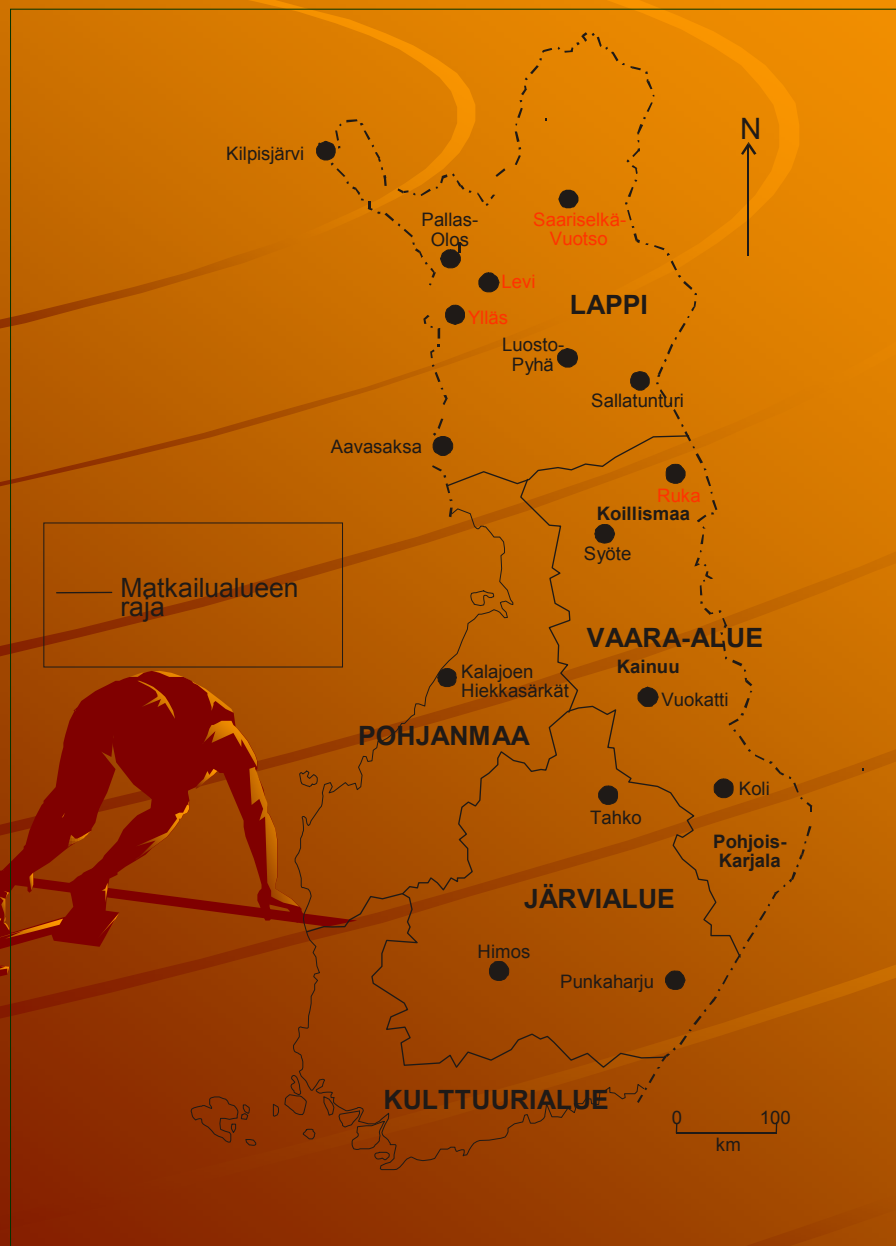 N
Kilpisjärvi
Pallas-
Olos
Saariselkä-
Vuotso
Levi
LAPPI
Ylläs
Luosto-
Pyhä
Sallatunturi
Aavasaksa
Ruka
Koillismaa
Syöte
Matkailualueen
raja
VAARA-ALUE
Kainuu
Kalajoen
Hiekkasärkät
Vuokatti
POHJANMAA
Koli
Tahko
Pohjois-
Karjala
JÄRVIALUE
Himos
Punkaharju
KULTTUURIALUE
0 100
km